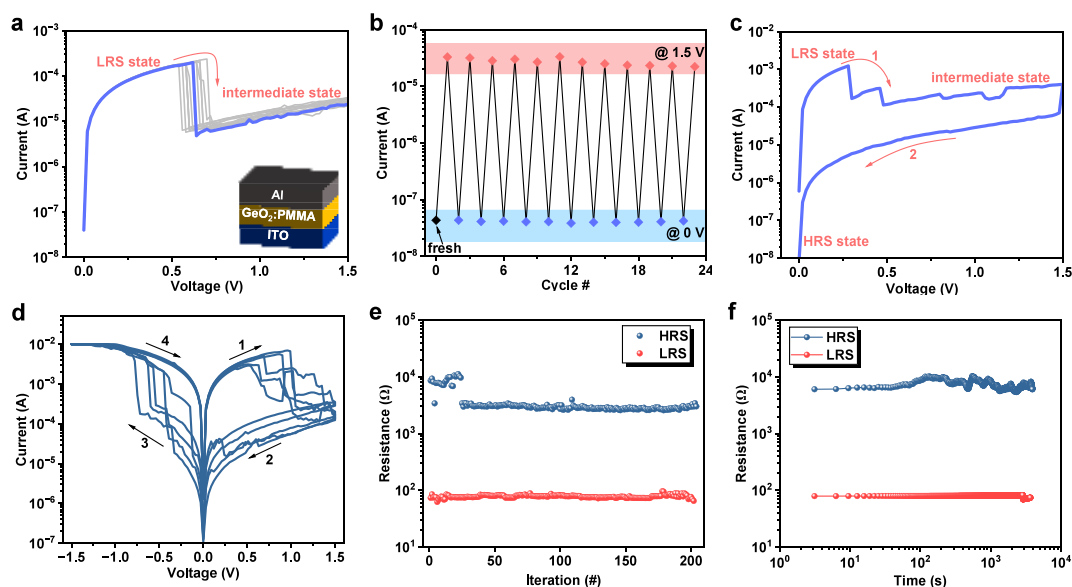 a
10⁻³
10⁻⁴
10⁻⁵
10⁻⁶
10⁻⁷
10⁻⁸
Current (A)
LRS state
intermediate state
Al
GeO₂:PMMA
ITO
0.0 0.5 1.0 1.5
Voltage (V)
b
10⁻⁴
10⁻⁵
10⁻⁶
10⁻⁷
10⁻⁸
Current (A)
@ 1.5 V
@ 0 V
fresh
0 6 12 18 24
Cycle #
c
10⁻²
10⁻³
10⁻⁴
10⁻⁵
10⁻⁶
10⁻⁷
10⁻⁸
Current (A)
LRS state
1
intermediate state
2
HRS state
0.0 0.5 1.0 1.5
Voltage (V)
d
10⁻¹
10⁻²
10⁻³
10⁻⁴
10⁻⁵
10⁻⁶
10⁻⁷
Current (A)
4
1
3
2
−1.5 −1.0 −0.5 0.0 0.5 1.0 1.5
Voltage (V)
e
10⁵
10⁴
10³
10²
10¹
Resistance (Ω)
HRS
LRS
0 50 100 150 200
Iteration (#)
f
10⁵
10⁴
10³
10²
10¹
Resistance (Ω)
HRS
LRS
10⁰ 10¹ 10² 10³ 10⁴
Time (s)